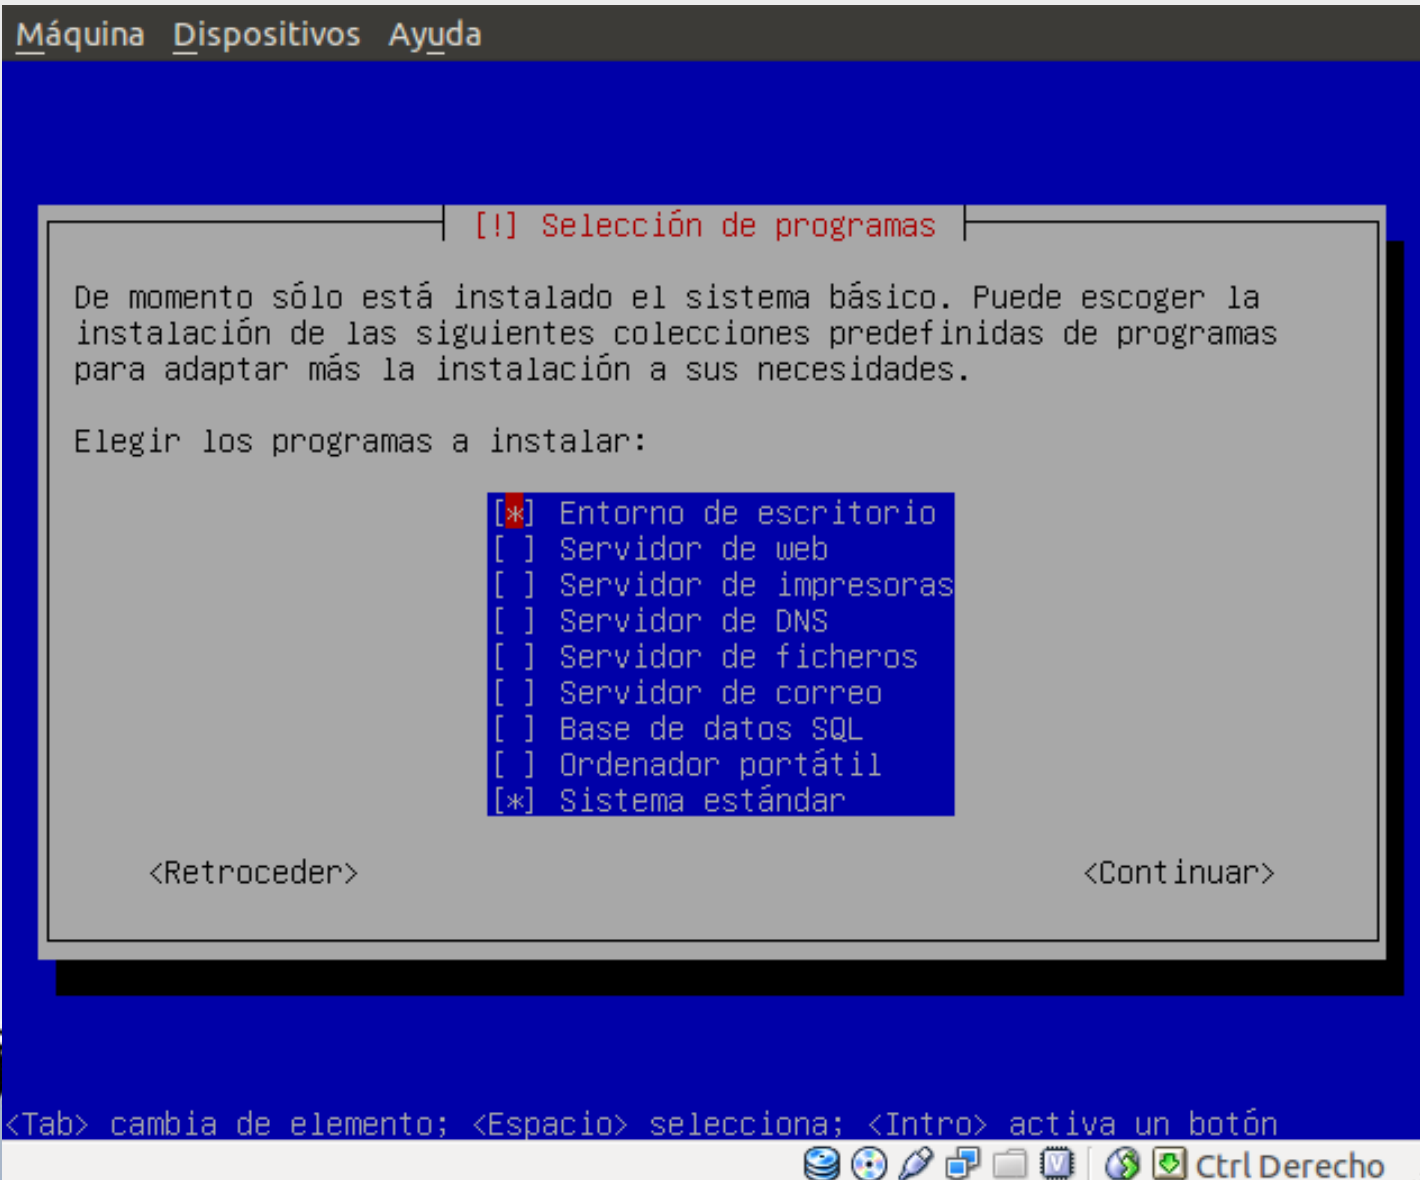 Máquina Dispositivos Ayuda
[!] Selección de programas
De momento sólo está instalado el sistema básico. Puede escoger la
instalación de las siguientes colecciones predefinidas de programas
para adaptar más la instalación a sus necesidades.
Elegir los programas a instalar:
[*] Entorno de escritorio
[ ] Servidor de web
[ ] Servidor de impresoras
[ ] Servidor de DNS
[ ] Servidor de ficheros
[ ] Servidor de correo
[ ] Base de datos SQL
[ ] Ordenador portátil
[*] Sistema estándar
<Retroceder> <Continuar>
<Tab> cambia de elemento; <Espacio> selecciona; <Intro> activa un botón
Ctrl Derecho